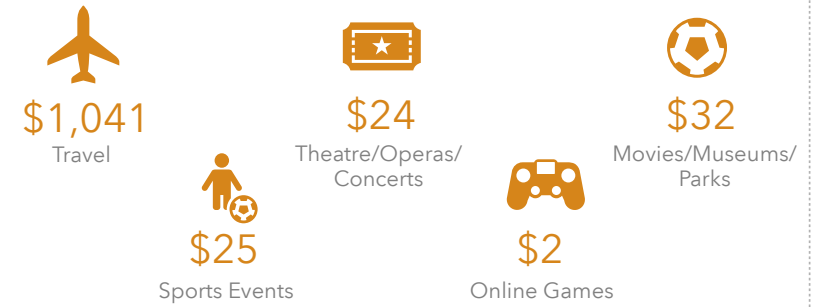 $1,041
Travel
$24
Theatre/Operas/
Concerts
$32
Movies/Museums/
Parks
$25
Sports Events
$2
Online Games